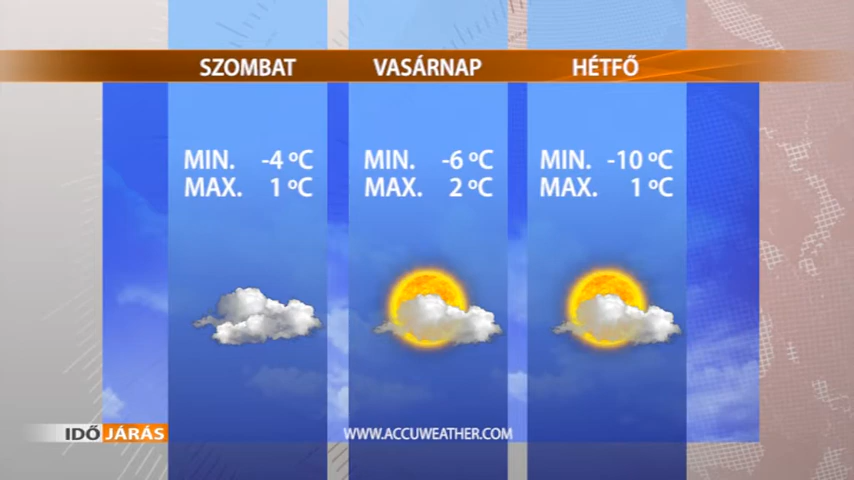 SZOMBAT
VASÁRNAP
HÉTFŐ
MIN. -4 ºC
MAX. 1 ºC
MIN. -6 ºC
MAX. 2 ºC
MIN. -10 ºC
MAX. 1 ºC
IDŐJÁRÁS
WWW.ACCUWEATHER.COM